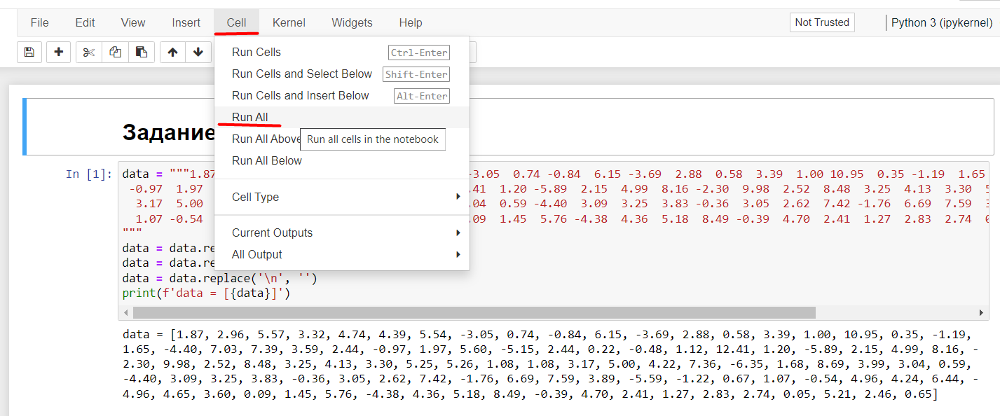 File Edit View Insert Cell Kernel Widgets Help Not Trusted Python 3 (ipykernel)
Run Cells Ctrl-Enter
Run Cells and Select Below Shift-Enter
Run Cells and Insert Below Alt-Enter
Run All
Run All Above
Run all cells in the notebook
Run All Below
Cell Type
Current Outputs
All Output
Задание
In [1]: data = """1.87 -3.05 0.74 -0.84 6.15 -3.69 2.88 0.58 3.39 1.00 10.95 0.35 -1.19 1.65
-0.97 1.97 .41 1.20 -5.89 2.15 4.99 8.16 -2.30 9.98 2.52 8.48 3.25 4.13 3.30
3.17 5.00 .04 0.59 -4.40 3.09 3.25 3.83 -0.36 3.05 2.62 7.42 -1.76 6.69 7.59
1.07 -0.54 .09 1.45 5.76 -4.38 4.36 5.18 8.49 -0.39 4.70 2.41 1.27 2.83 2.74
"""
data = data.re
data = data.re
data = data.replace('\n', '')
print(f'data = [{data}]')
data = [1.87, 2.96, 5.57, 3.32, 4.74, 4.39, 5.54, -3.05, 0.74, -0.84, 6.15, -3.69, 2.88, 0.58, 3.39, 1.00, 10.95, 0.35, -1.19,
1.65, -4.40, 7.03, 7.39, 3.59, 2.44, -0.97, 1.97, 5.60, -5.15, 2.44, 0.22, -0.48, 1.12, 12.41, 1.20, -5.89, 2.15, 4.99, 8.16, -
2.30, 9.98, 2.52, 8.48, 3.25, 4.13, 3.30, 5.25, 5.26, 1.08, 1.08, 3.17, 5.00, 4.22, 7.36, -6.35, 1.68, 8.69, 3.99, 3.04, 0.59,
-4.40, 3.09, 3.25, 3.83, -0.36, 3.05, 2.62, 7.42, -1.76, 6.69, 7.59, 3.89, -5.59, -1.22, 0.67, 1.07, -0.54, 4.96, 4.24, 6.44, -
4.96, 4.65, 3.60, 0.09, 1.45, 5.76, -4.38, 4.36, 5.18, 8.49, -0.39, 4.70, 2.41, 1.27, 2.83, 2.74, 0.05, 5.21, 2.46, 0.65]